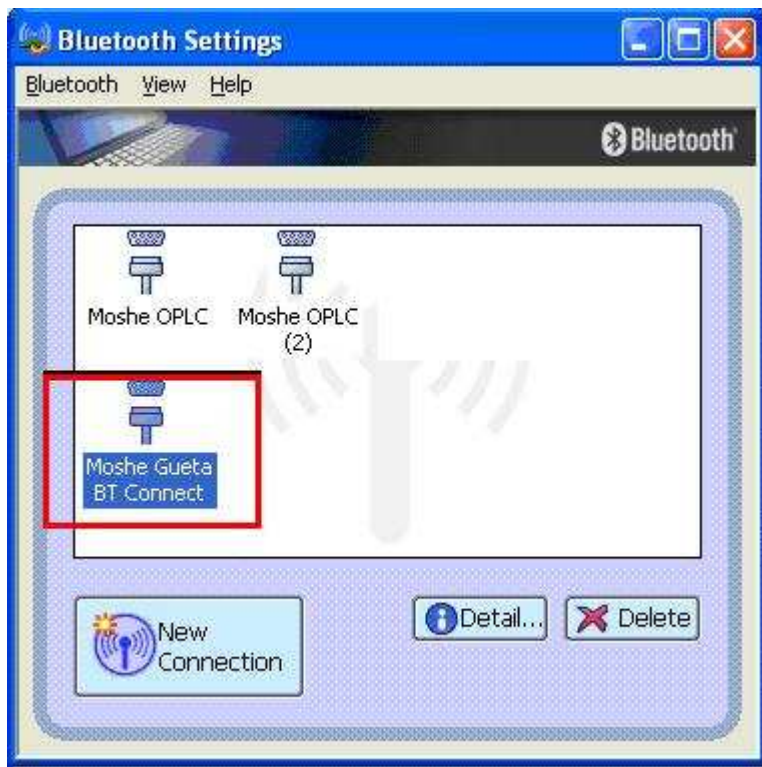 Bluetooth Settings
Bluetooth View Help
Bluetooth
Moshe OPLC
Moshe OPLC
(2)
Moshe Gueta
BT Connect
New
Connection
Detail...
Delete